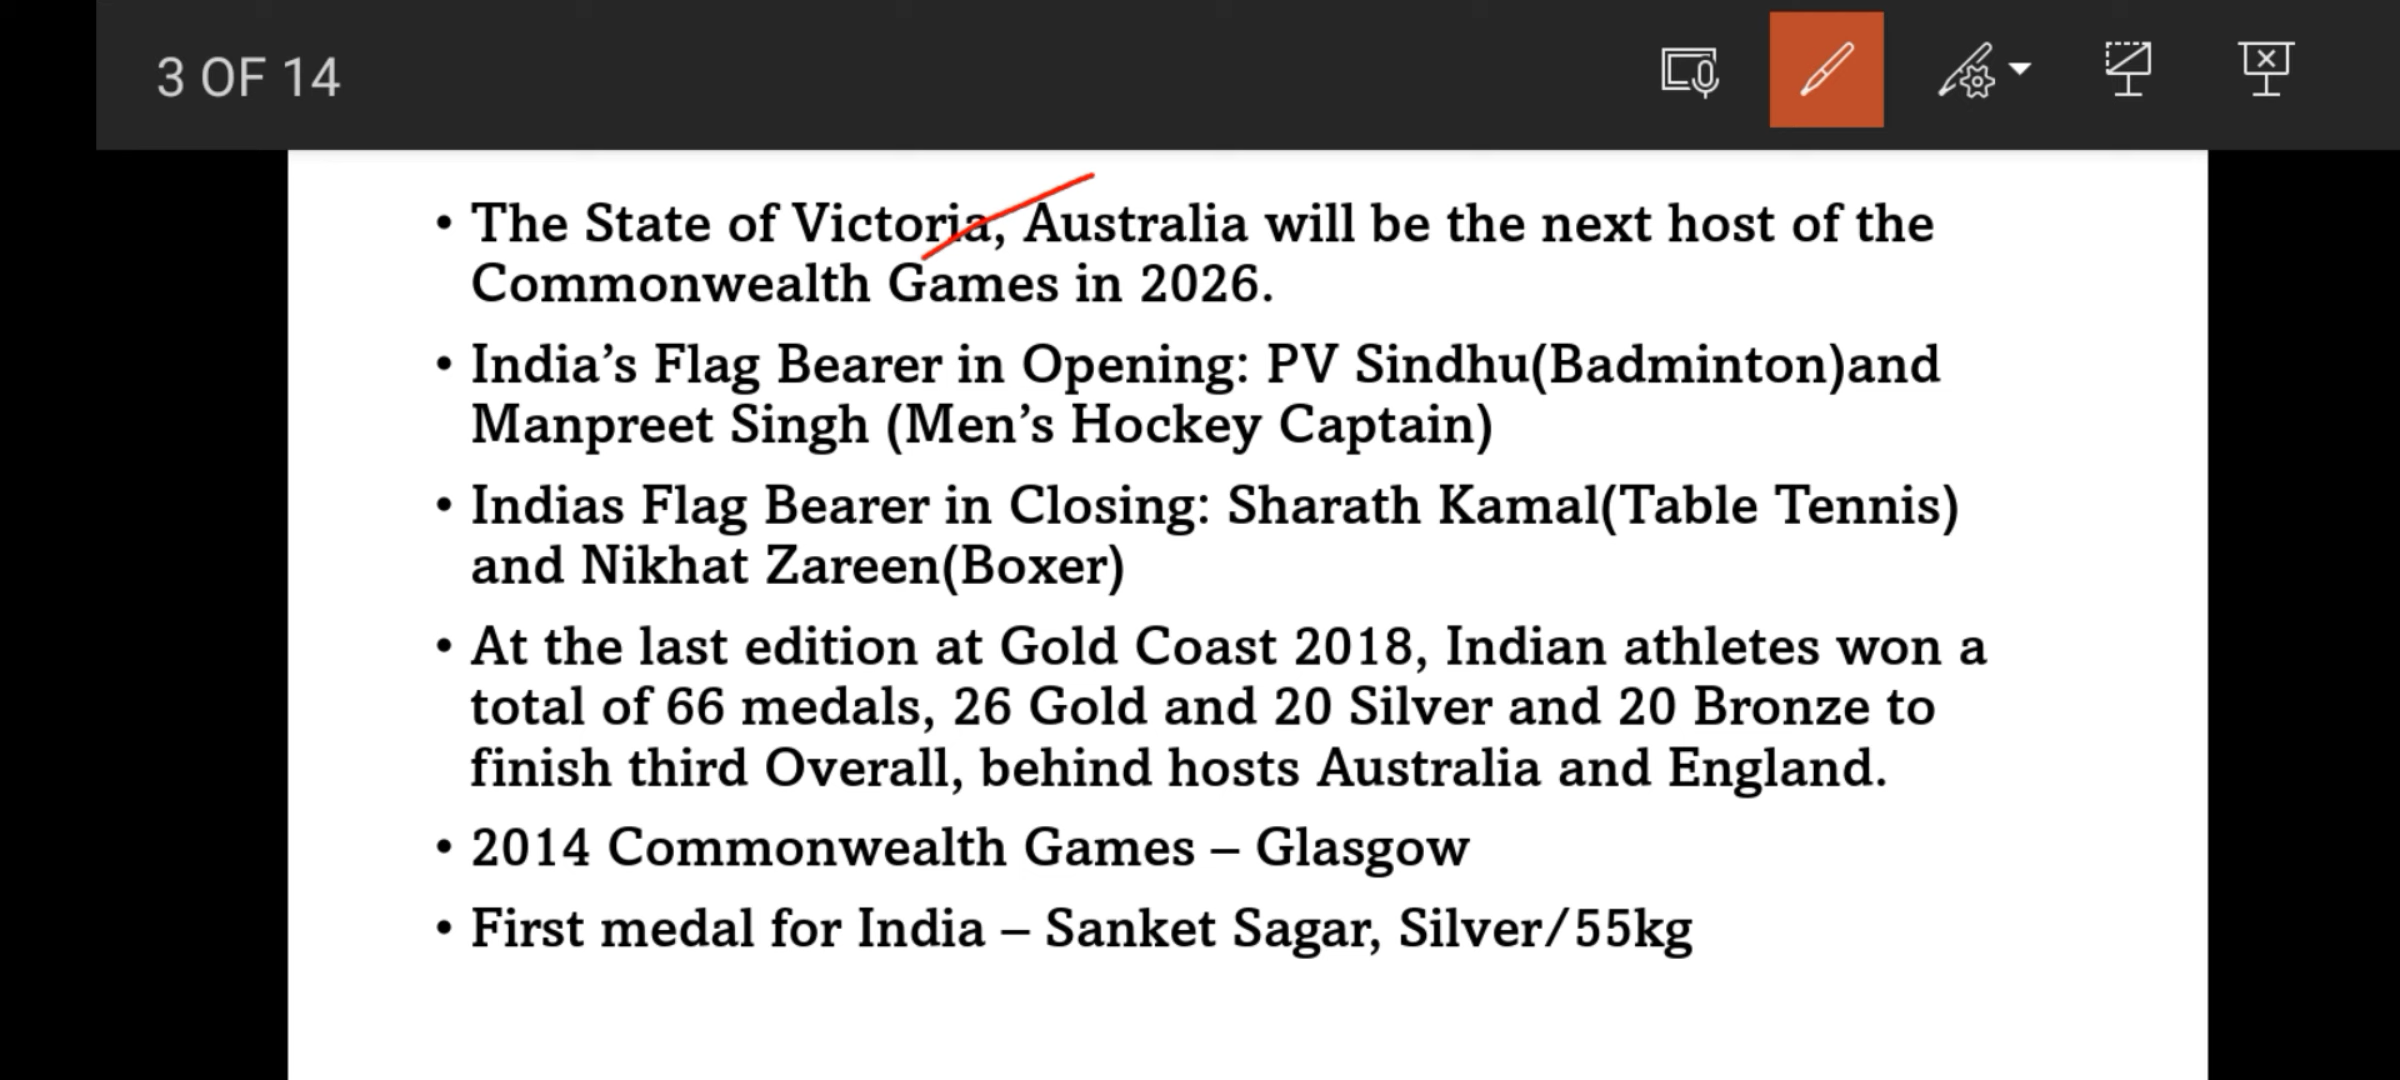 3 OF 14
• The State of Victoria, Australia will be the next host of the
Commonwealth Games in 2026.
• India’s Flag Bearer in Opening: PV Sindhu(Badminton)and
Manpreet Singh (Men’s Hockey Captain)
• Indias Flag Bearer in Closing: Sharath Kamal(Table Tennis)
and Nikhat Zareen(Boxer)
• At the last edition at Gold Coast 2018, Indian athletes won a
total of 66 medals, 26 Gold and 20 Silver and 20 Bronze to
finish third Overall, behind hosts Australia and England.
• 2014 Commonwealth Games – Glasgow
• First medal for India – Sanket Sagar, Silver/55kg